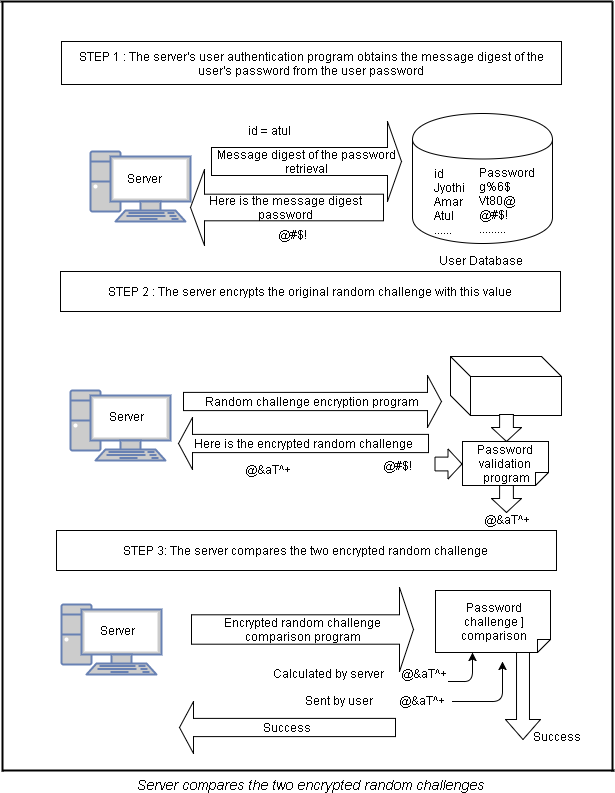 STEP 1 : The server's user authentication program obtains the message digest of the
user's password from the user password
id = atul
Message digest of the password
retrieval
Server
Here is the message digest
password
@#$!
id Password
Jyothi g%6$
Amar Vt80@
Atul @#$!
...... .........
User Database
STEP 2 : The server encrypts the original random challenge with this value
Random challenge encryption program
Server
Here is the encrypted random challenge
@&aT^+ @#$!
Password
validation
program
@&aT^+
STEP 3: The server compares the two encrypted random challenge
Server
Encrypted random challenge
comparison program
Password
challenge ]
comparison
Calculated by server @&aT^+
Sent by user @&aT^+
Success
Success
Server compares the two encrypted random challenges